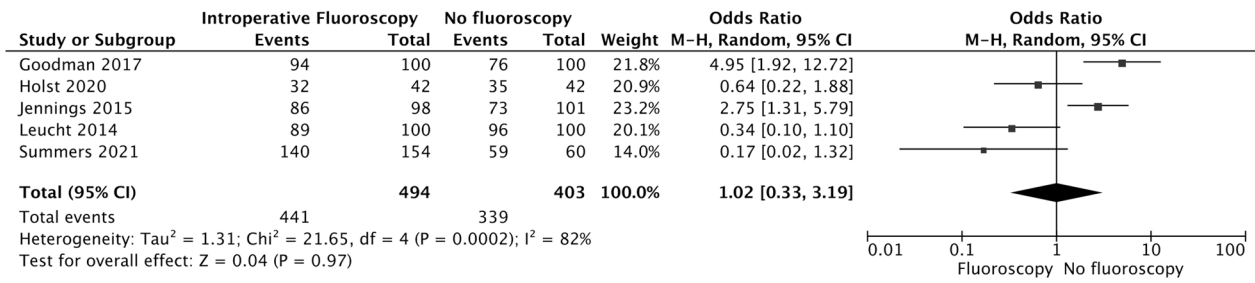 Introperative Fluoroscopy No fluoroscopy Odds Ratio Odds Ratio
Study or Subgroup Events Total Events Total Weight M-H, Random, 95% CI M-H, Random, 95% CI
Goodman 2017 94 100 76 100 21.8% 4.95 [1.92, 12.72]
Holst 2020 32 42 35 42 20.9% 0.64 [0.22, 1.88]
Jennings 2015 86 98 73 101 23.2% 2.75 [1.31, 5.79]
Leucht 2014 89 100 96 100 20.1% 0.34 [0.10, 1.10]
Summers 2021 140 154 59 60 14.0% 0.17 [0.02, 1.32]
Total (95% CI) 494 403 100.0% 1.02 [0.33, 3.19]
Total events 441 339
Heterogeneity: Tau² = 1.31; Chi² = 21.65, df = 4 (P = 0.0002); I² = 82%
Test for overall effect: Z = 0.04 (P = 0.97)
0.01 0.1 1 10 100
Fluoroscopy No fluoroscopy